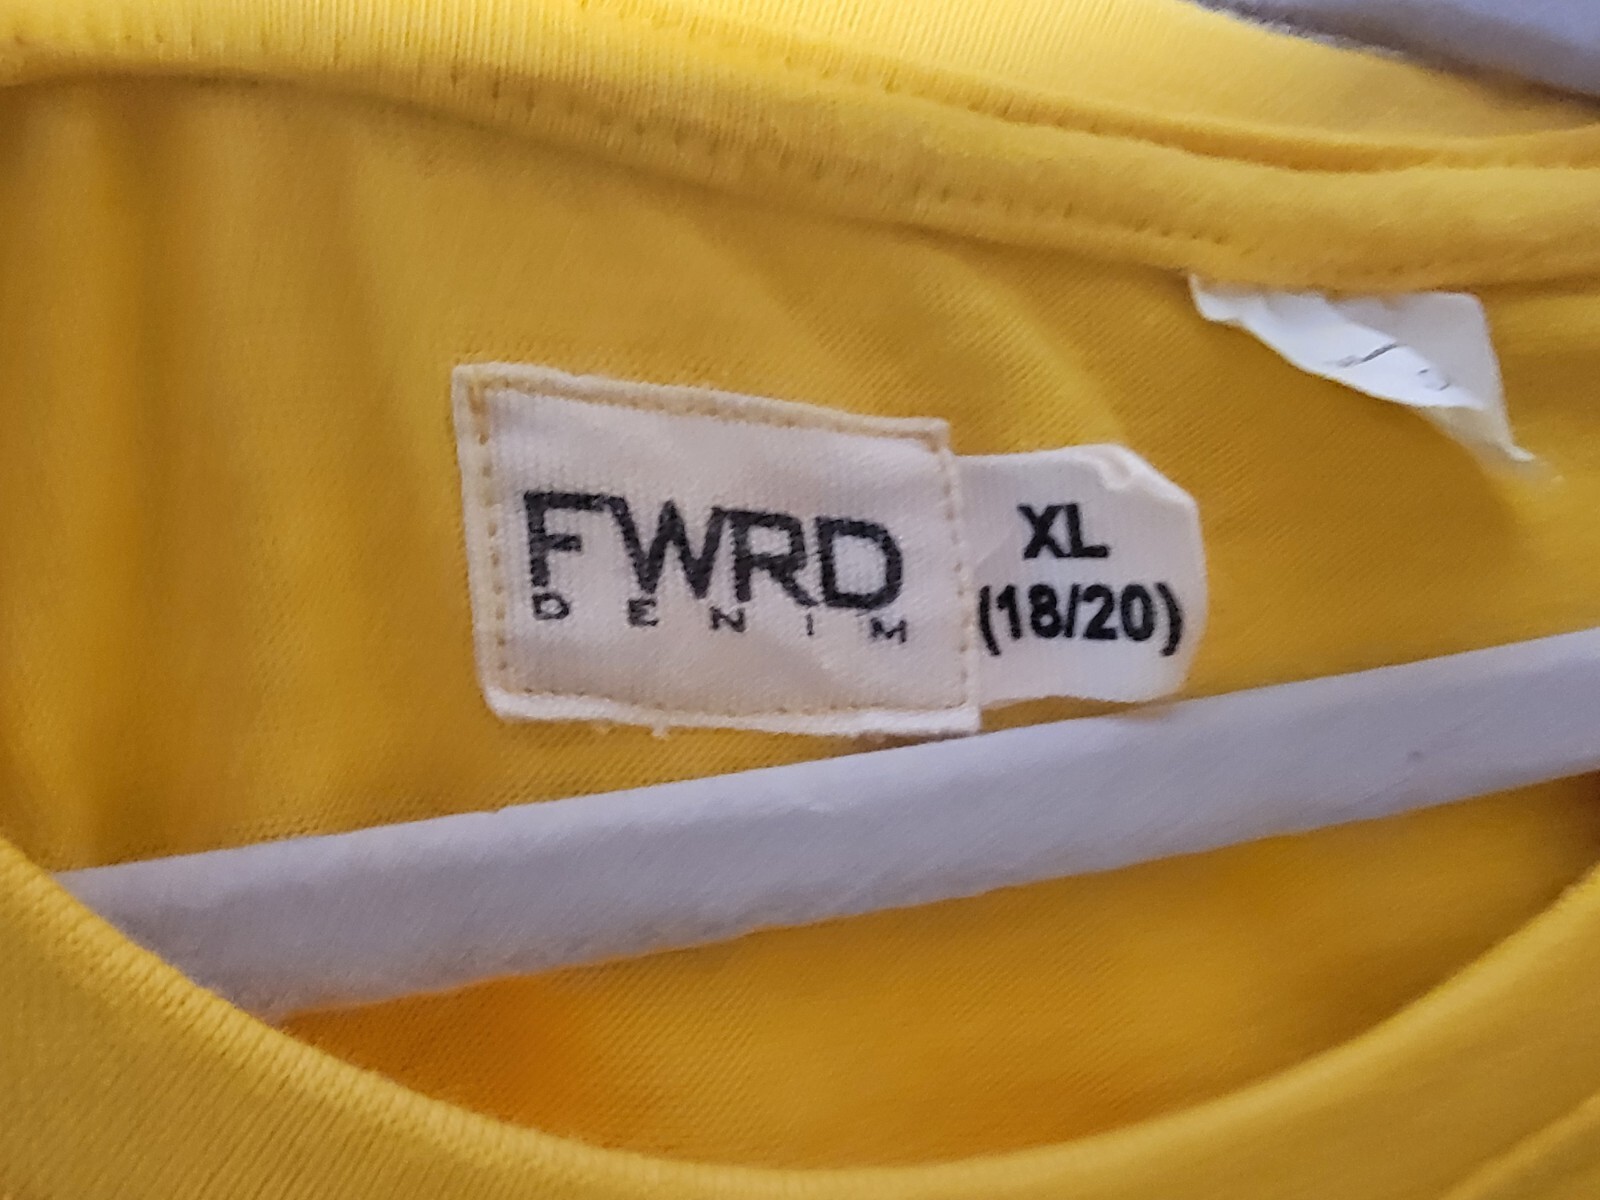 FWRD
DENIM
XL
(18/20)